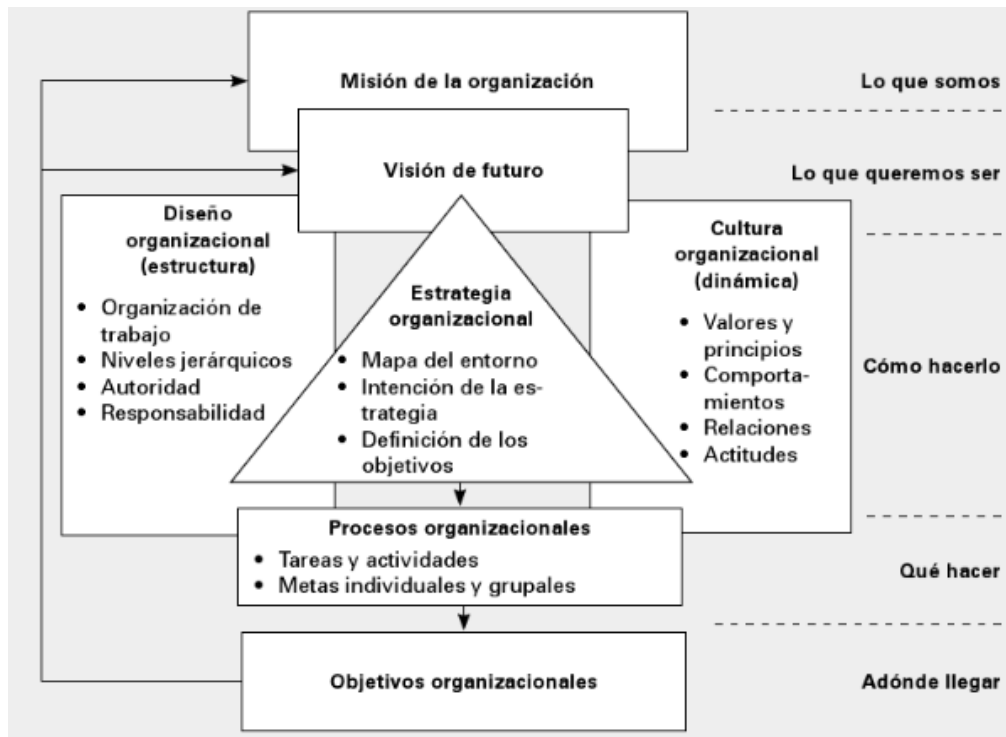 Misión de la organización
Lo que somos
Visión de futuro
Lo que queremos ser
Diseño
organizacional
(estructura)
• Organización de
trabajo
• Niveles jerárquicos
• Autoridad
• Responsabilidad
Estrategia
organizacional
• Mapa del entorno
• Intención de la es-
trategia
• Definición de los
objetivos
Cultura
organizacional
(dinámica)
• Valores y
principios
• Comporta-
mientos
• Relaciones
• Actitudes
Cómo hacerlo
Procesos organizacionales
• Tareas y actividades
• Metas individuales y grupales
Qué hacer
Objetivos organizacionales
Adónde llegar